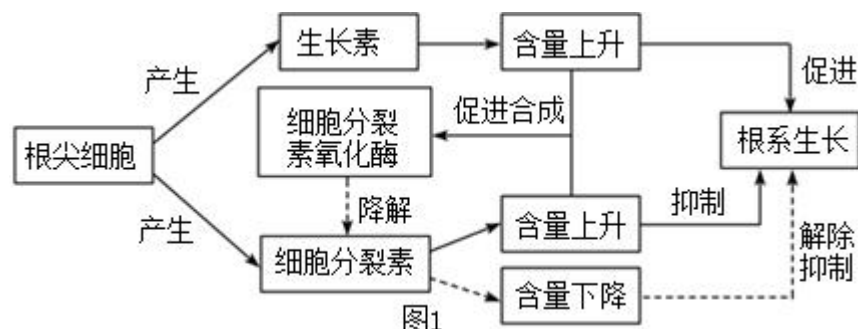 生长素
含量上升
产生
促进
细胞分裂
素氧化酶
促进合成
根尖细胞
根系生长
降解
产生
抑制
解除
抑制
细胞分裂素
含量上升
含量下降
图1